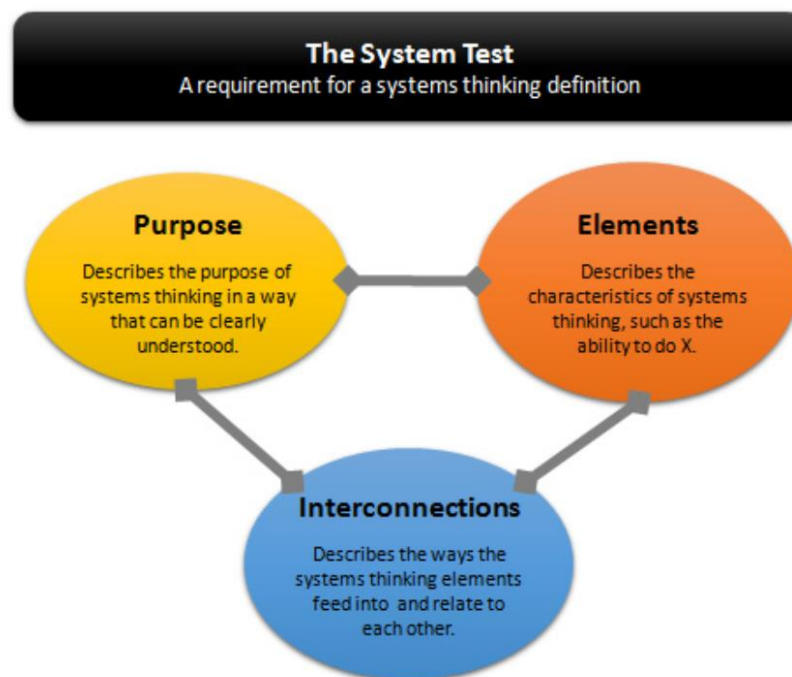 The System Test
A requirement for a systems thinking definition
Purpose
Describes the purpose of
systems thinking in a way
that can be clearly
understood.
Elements
Describes the
characteristics of systems
thinking, such as the
ability to do X.
Interconnections
Describes the ways the
systems thinking elements
feed into and relate to
each other.